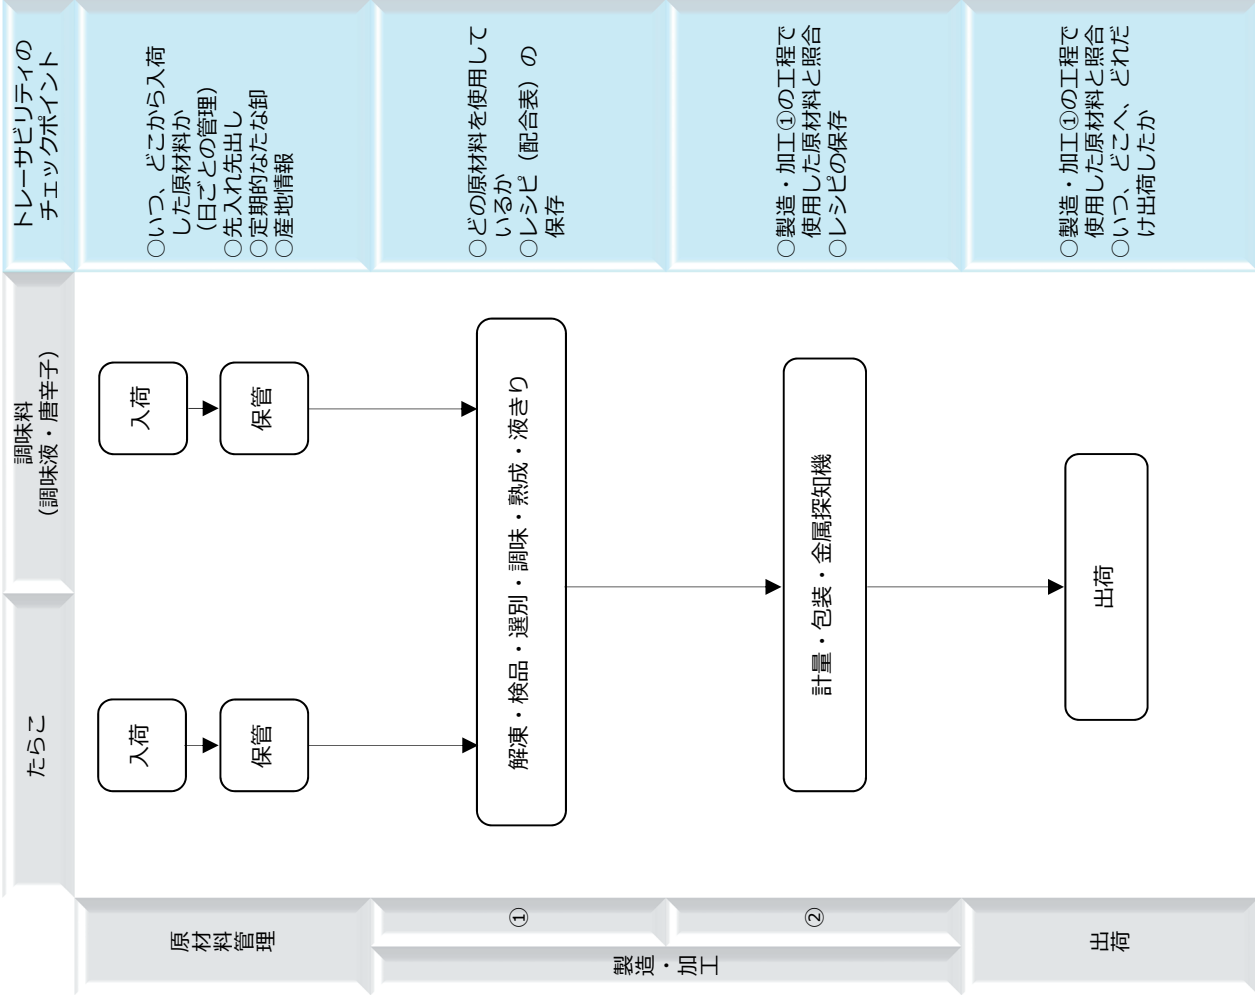 たらこ
調味料
（調味液・唐辛子）
トレーサビリティの
チェックポイント
原材料管理
入荷
入荷
保管
保管
○いつ、どこから入荷
した原材料か
（日ごとの管理）
○先入れ先出し
○定期的なたな卸
○産地情報
製造・加工
①
解凍・検品・選別・調味・熟成・液きり
○どの原材料を使用して
いるか
○レシピ（配合表）の
保存
②
計量・包装・金属探知機
○製造・加工①の工程で
使用した原材料と照合
○レシピの保存
出荷
出荷
○製造・加工①の工程で
使用した原材料と照合
○いつ、どこへ、どれだ
け出荷したか